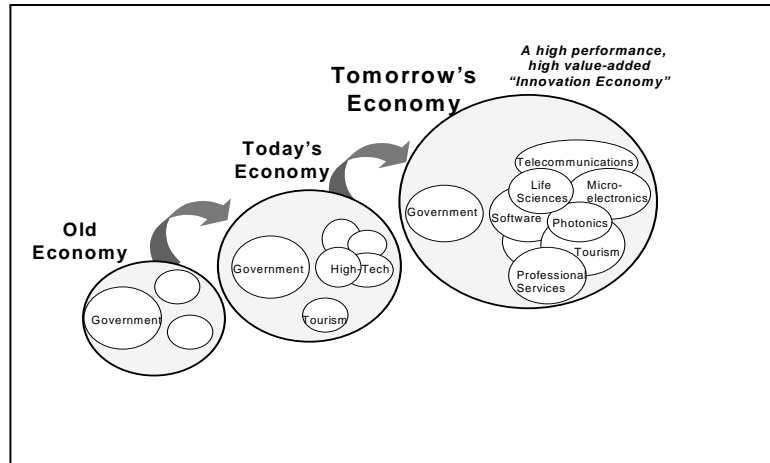 A high performance,
high value-added
“Innovation Economy”
Tomorrow’s
Economy
Telecommunications
Life
Sciences
Micro-
electronics
Government
Software
Photonics
Tourism
Professional
Services
Today’s
Economy
Government
High-Tech
Tourism
Old
Economy
Government